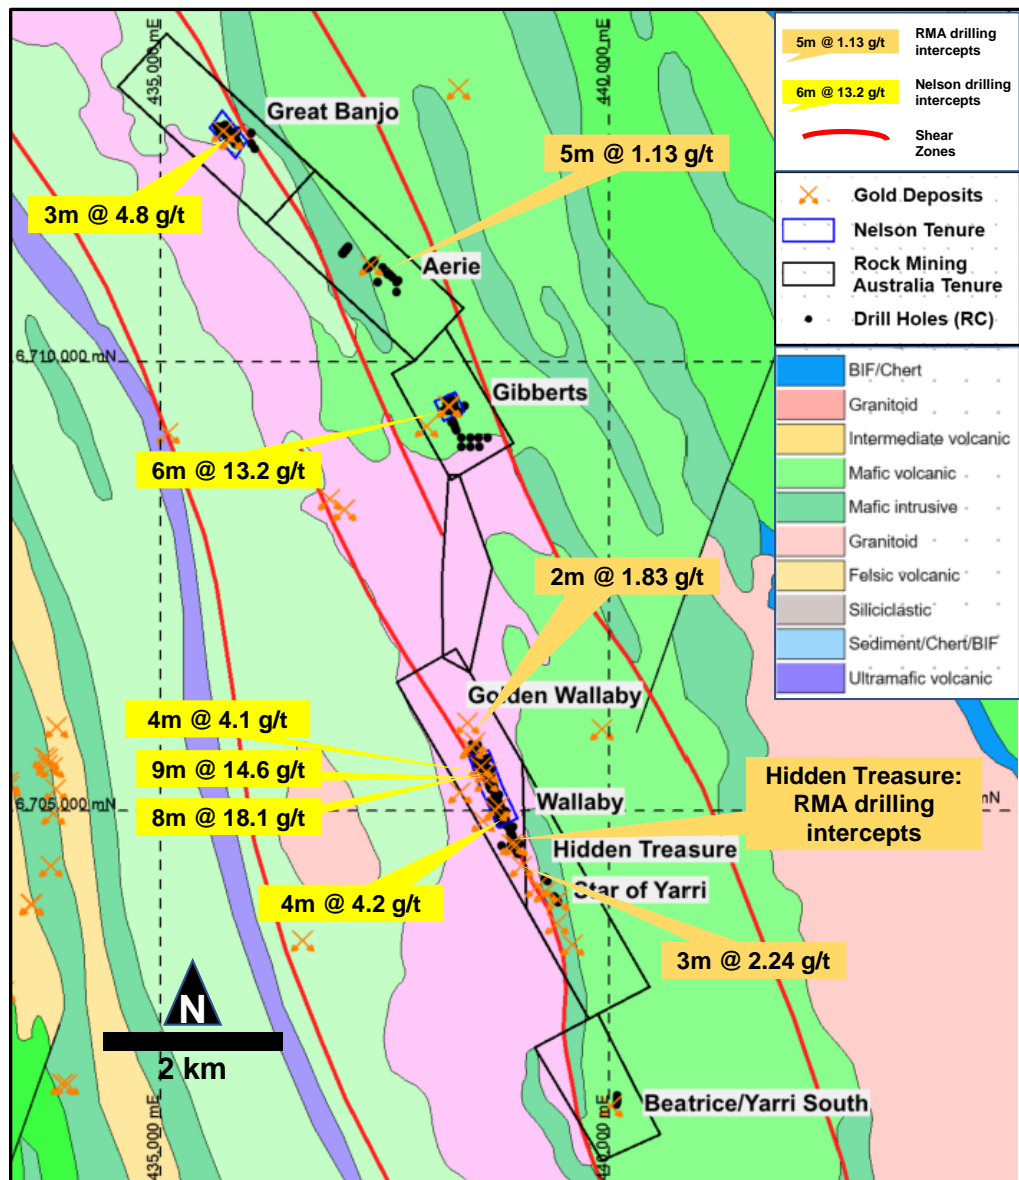 435,000 mE
440,000 mE
5m @ 1.13 g/t
RMA drilling
intercepts
6m @ 13.2 g/t
Nelson drilling
intercepts
Shear
Zones
Gold Deposits
Nelson Tenure
Rock Mining
Australia Tenure
Drill Holes (RC)
BIF/Chert
Granitoid
Intermediate volcanic
Mafic volcanic
Mafic intrusive
Granitoid
Felsic volcanic
Siliciclastic
Sediment/Chert/BIF
Ultramafic volcanic
Great Banjo
5m @ 1.13 g/t
3m @ 4.8 g/t
Aerie
6,710,000 mN
Gibberts
6m @ 13.2 g/t
2m @ 1.83 g/t
Golden Wallaby
4m @ 4.1 g/t
9m @ 14.6 g/t
8m @ 18.1 g/t
Hidden Treasure:
RMA drilling
intercepts
6,705,000 mN
mN
Wallaby
Hidden Treasure
4m @ 4.2 g/t
Star of Yarri
3m @ 2.24 g/t
N
2 km
Beatrice/Yarri South
435,000 mE
440,000 mE